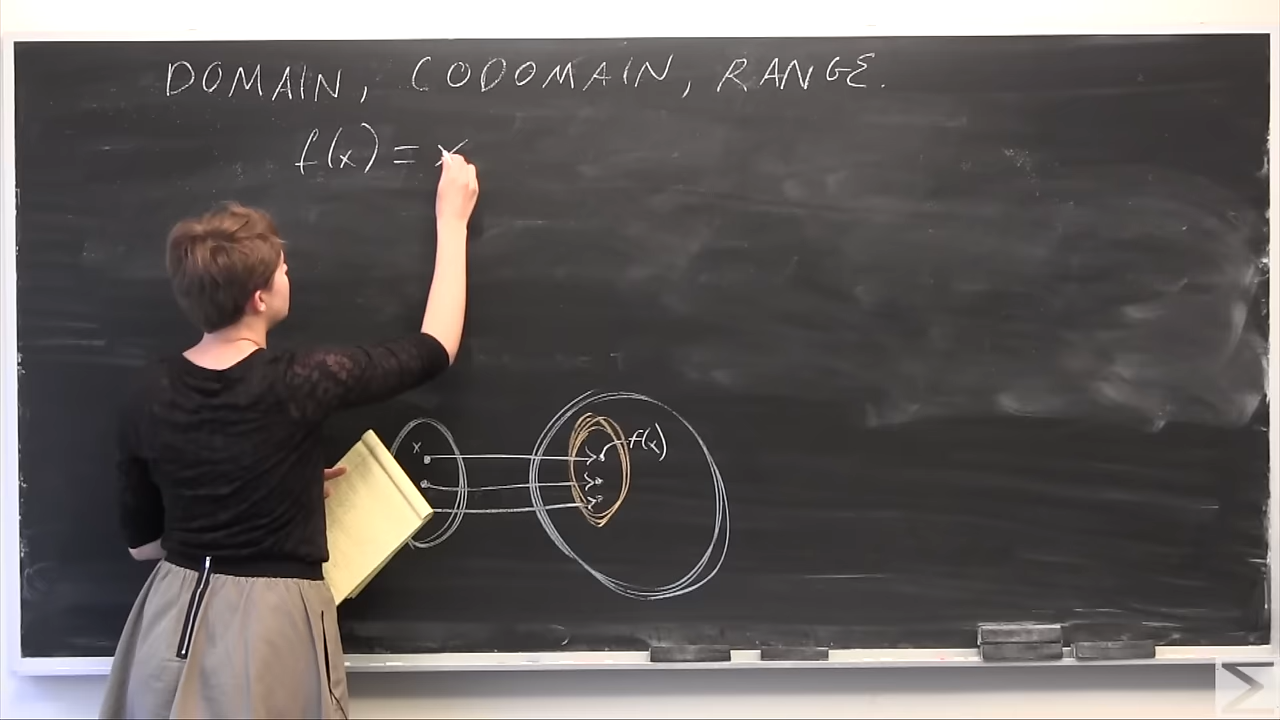 DOMAIN, CODOMAIN, RANGE.
f(x) = x
x
f(x)
Σ